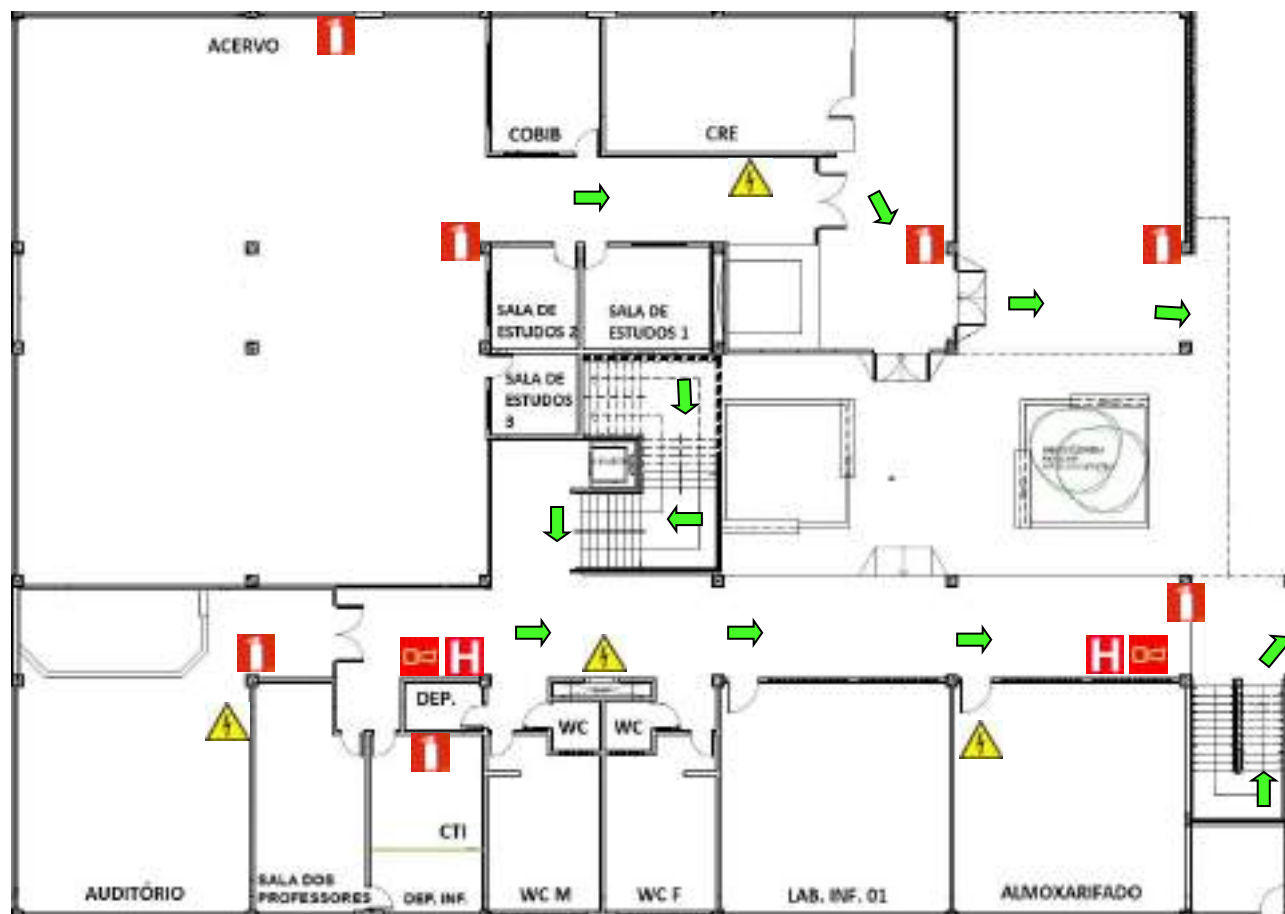 ACERVO
COBIB
CRE
SALA DE
ESTUDOS 2
SALA DE
ESTUDOS 1
SALA DE
ESTUDOS
3
H
H
DEP.
WC
WC
CTI
AUDITÓRIO
SALA DOS
PROFESSORES
DEP. INF.
WC M
WC F
LAB. INF. 01
ALMOXARIFADO